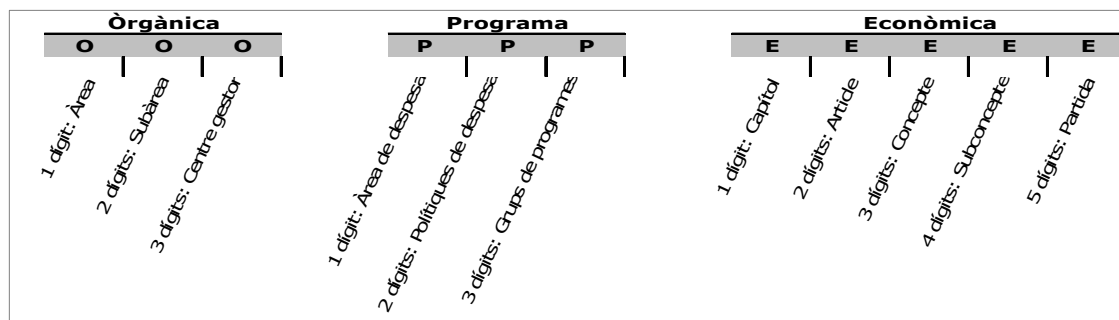 Òrgànica Programa Econòmica
O O O P P P E E E E E
1 dígit: Àrea
2 dígits: Subàrea
3 dígits: Centre gestor
1 dígit: Àrea de despesa
2 dígits: Polítiques de despesa
3 dígits: Grups de programes
1 dígit: Capítol
2 dígits: Article
3 dígits: Concepte
4 dígits: Subconcepte
5 dígits: Partida